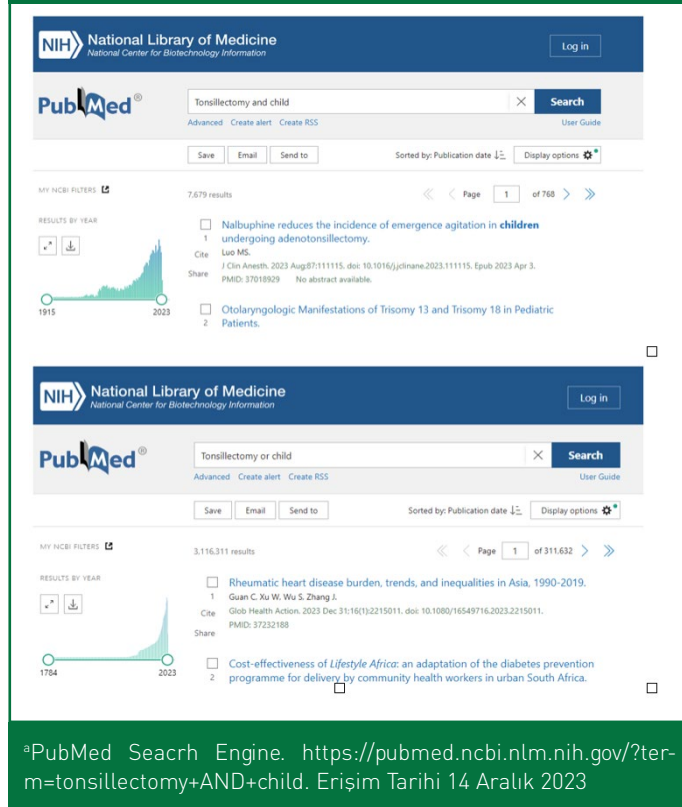 NIH National Library of Medicine
National Center for Biotechnology Information
Log in
PubMed®
Tonsillectomy and child
Search
Advanced Create alert Create RSS
User Guide
Save Email Send to
Sorted by: Publication date
Display options
MY NCBI FILTERS
7,679 results
Page 1 of 768
RESULTS BY YEAR
1915 2023
Nalbuphine reduces the incidence of emergence agitation in children
1 undergoing adenotonsillectomy.
Cite Luo MS.
J Clin Anesth. 2023 Aug;87:111115. doi: 10.1016/j.jclinane.2023.111115. Epub 2023 Apr 3.
Share PMID: 37018929 No abstract available.
Otolaryngologic Manifestations of Trisomy 13 and Trisomy 18 in Pediatric
2 Patients.
NIH National Library of Medicine
National Center for Biotechnology Information
Log in
PubMed®
Tonsillectomy or child
Search
Advanced Create alert Create RSS
User Guide
Save Email Send to
Sorted by: Publication date
Display options
MY NCBI FILTERS
3,116,311 results
Page 1 of 311,632
RESULTS BY YEAR
1784 2023
Rheumatic heart disease burden, trends, and inequalities in Asia, 1990-2019.
1 Guan C, Xu W, Wu S, Zhang J.
Cite Glob Health Action. 2023 Dec 31;16(1):2215011. doi: 10.1080/16549716.2023.2215011.
PMID: 37232188
Share
Cost-effectiveness of Lifestyle Africa: an adaptation of the diabetes prevention
2 programme for delivery by community health workers in urban South Africa.
ᵃPubMed Seacrh Engine. https://pubmed.ncbi.nlm.nih.gov/?ter-
m=tonsillectomy+AND+child. Erişim Tarihi 14 Aralık 2023